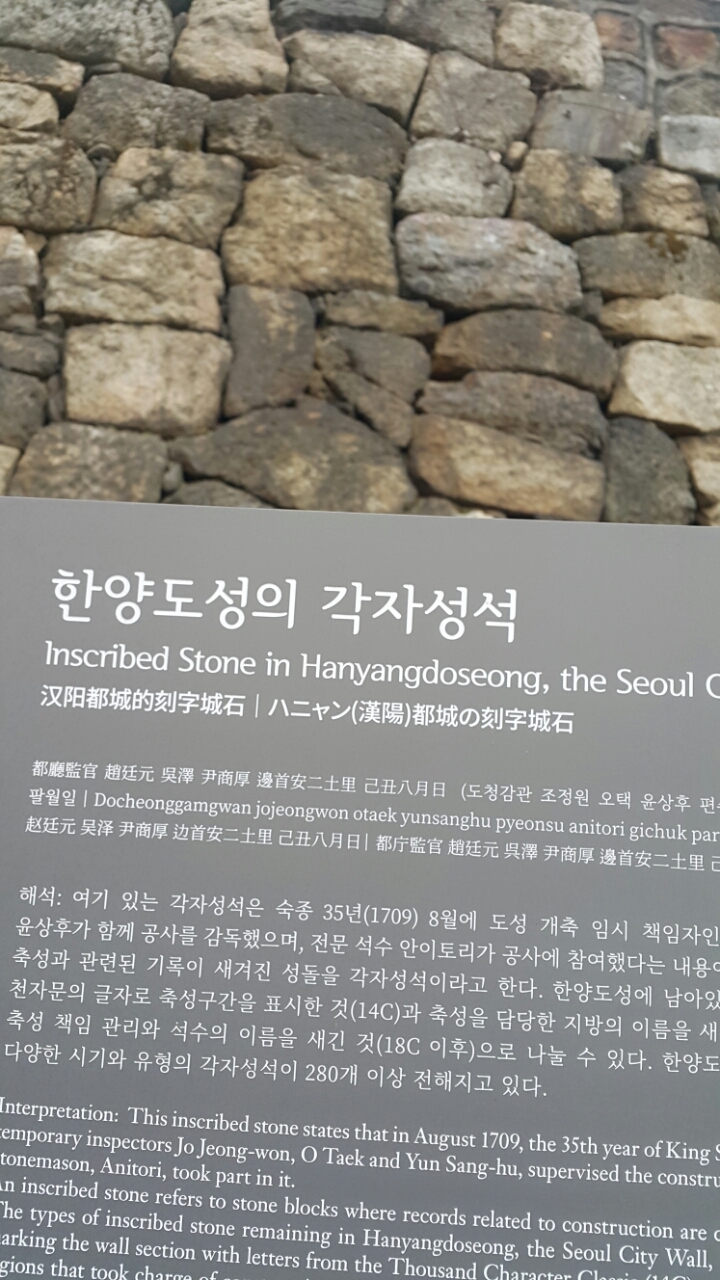 한양도성의 각자성석
Inscribed Stone in Hanyangdoseong, the Seoul
汉阳都城的刻字城石 | ハニャン(漢陽)都城の刻字城石
都廳監官 趙廷元 吳澤 尹商厚 邊首安二土里 己丑八月日 (도청감관 조정원 오택 윤상후 편수
팔월일 | Docheonggamgwan jojeongwon otaek yunsanghu pyeonsu anitori gichuk
赵廷元 吴泽 尹商厚 边首安二土里 己丑八月日| 都庁監官 趙廷元 吳澤 尹商厚 邊首安二土里
해석: 여기 있는 각자성석은 숙종 35년(1709) 8월에 도성 개축 임시 책임자인
윤상후가 함께 공사를 감독했으며, 전문 석수 안이토리가 공사에 참여했다는
축성과 관련된 기록이 새겨진 성돌을 각자성석이라고 한다. 한양도성에
천자문의 글자로 축성구간을 표시한 것(14C)과 축성을 담당한 지방의 이름을
축성 책임 관리와 석수의 이름을 새긴 것(18C 이후)으로 나눌 수 있다.
다양한 시기와 유형의 각자성석이 280개 이상 전해지고 있다.
Interpretation: This inscribed stone states that in August 1709, the 35th year of King
temporary inspectors Jo Jeong-won, O Taek and Yun Sang-hu, supervised the
stonemason, Anitori, took part in it.
An inscribed stone refers to stone blocks where records related to construction are
The types of inscribed stone remaining in Hanyangdoseong, the Seoul City Wall,
marking the wall section with letters from the Thousand Character
that took charge of